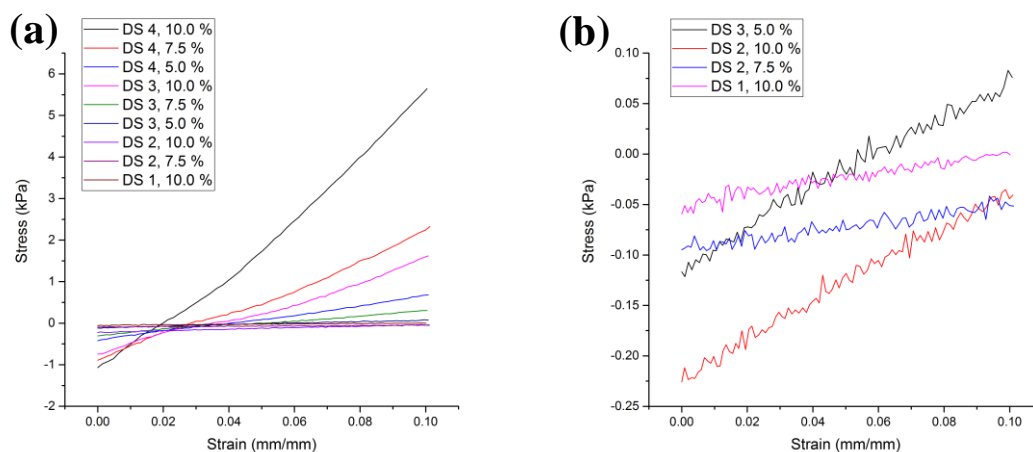 (a)
DS 4, 10.0 %
DS 4, 7.5 %
DS 4, 5.0 %
DS 3, 10.0 %
DS 3, 7.5 %
DS 3, 5.0 %
DS 2, 10.0 %
DS 2, 7.5 %
DS 1, 10.0 %
6
5
4
3
2
1
0
-1
-2
Stress (kPa)
0.00
0.02
0.04
0.06
0.08
0.10
Strain (mm/mm)
(b)
DS 3, 5.0 %
DS 2, 10.0 %
DS 2, 7.5 %
DS 1, 10.0 %
0.10
0.05
0.00
-0.05
-0.10
-0.15
-0.20
-0.25
Stress (kPa)
0.00
0.02
0.04
0.06
0.08
0.10
Strain (mm/mm)